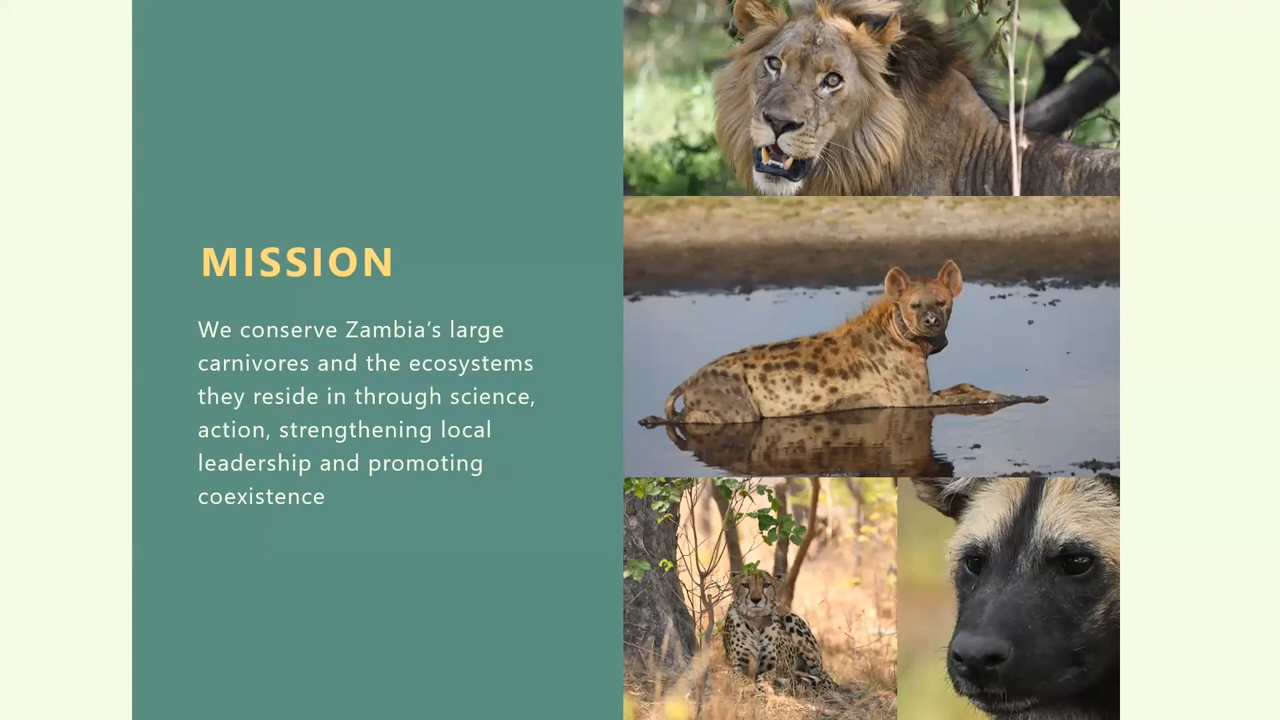 MISSION
We conserve Zambia’s large
carnivores and the ecosystems
they reside in through science,
action, strengthening local
leadership and promoting
coexistence